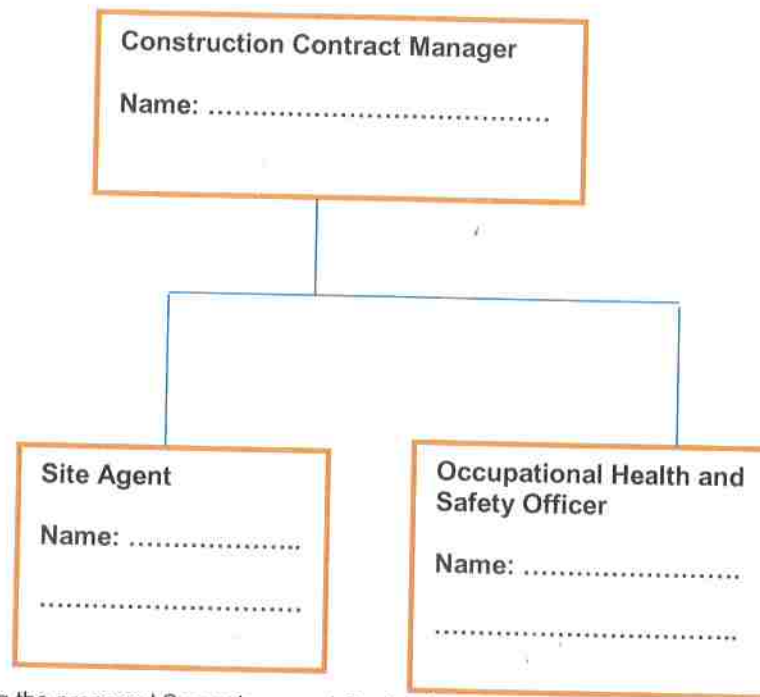 Construction Contract Manager
Name: ......................................
Site Agent
Name: ...................
.............................
Occupational Health and
Safety Officer
Name: ........................
..................................